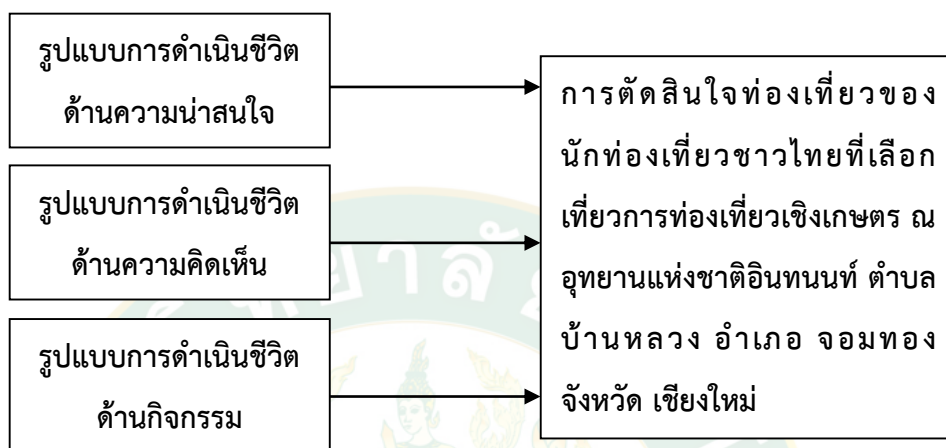 รูปแบบการดำเนินชีวิต
ด้านความน่าสนใจ
รูปแบบการดำเนินชีวิต
ด้านความคิดเห็น
รูปแบบการดำเนินชีวิต
ด้านกิจกรรม
การตัดสินใจท่องเที่ยวของ
นักท่องเที่ยวชาวไทยที่เลือก
เที่ยวการท่องเที่ยวเชิงเกษตร ณ
อุทยานแห่งชาติอินทนนท์ ตำบล
บ้านหลวง อำเภอ จอมทอง
จังหวัด เชียงใหม่